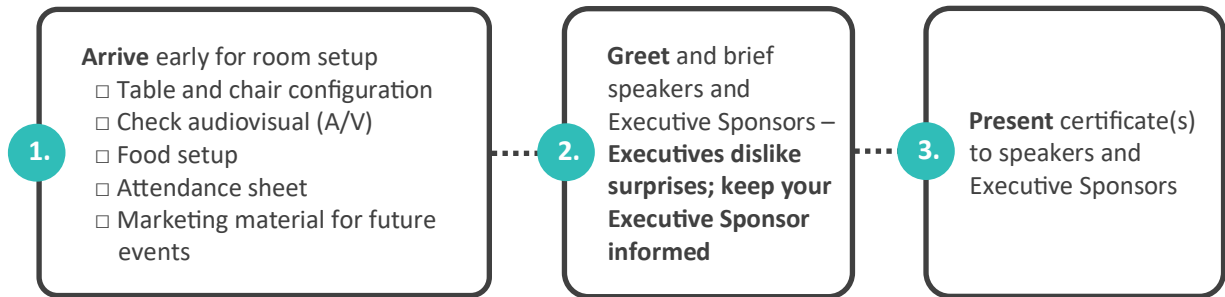 1.
Arrive early for room setup
□ Table and chair configuration
□ Check audiovisual (A/V)
□ Food setup
□ Attendance sheet
□ Marketing material for future
events
2.
Greet and brief
speakers and
Executive Sponsors –
Executives dislike
surprises; keep your
Executive Sponsor
informed
3.
Present certificate(s)
to speakers and
Executive Sponsors